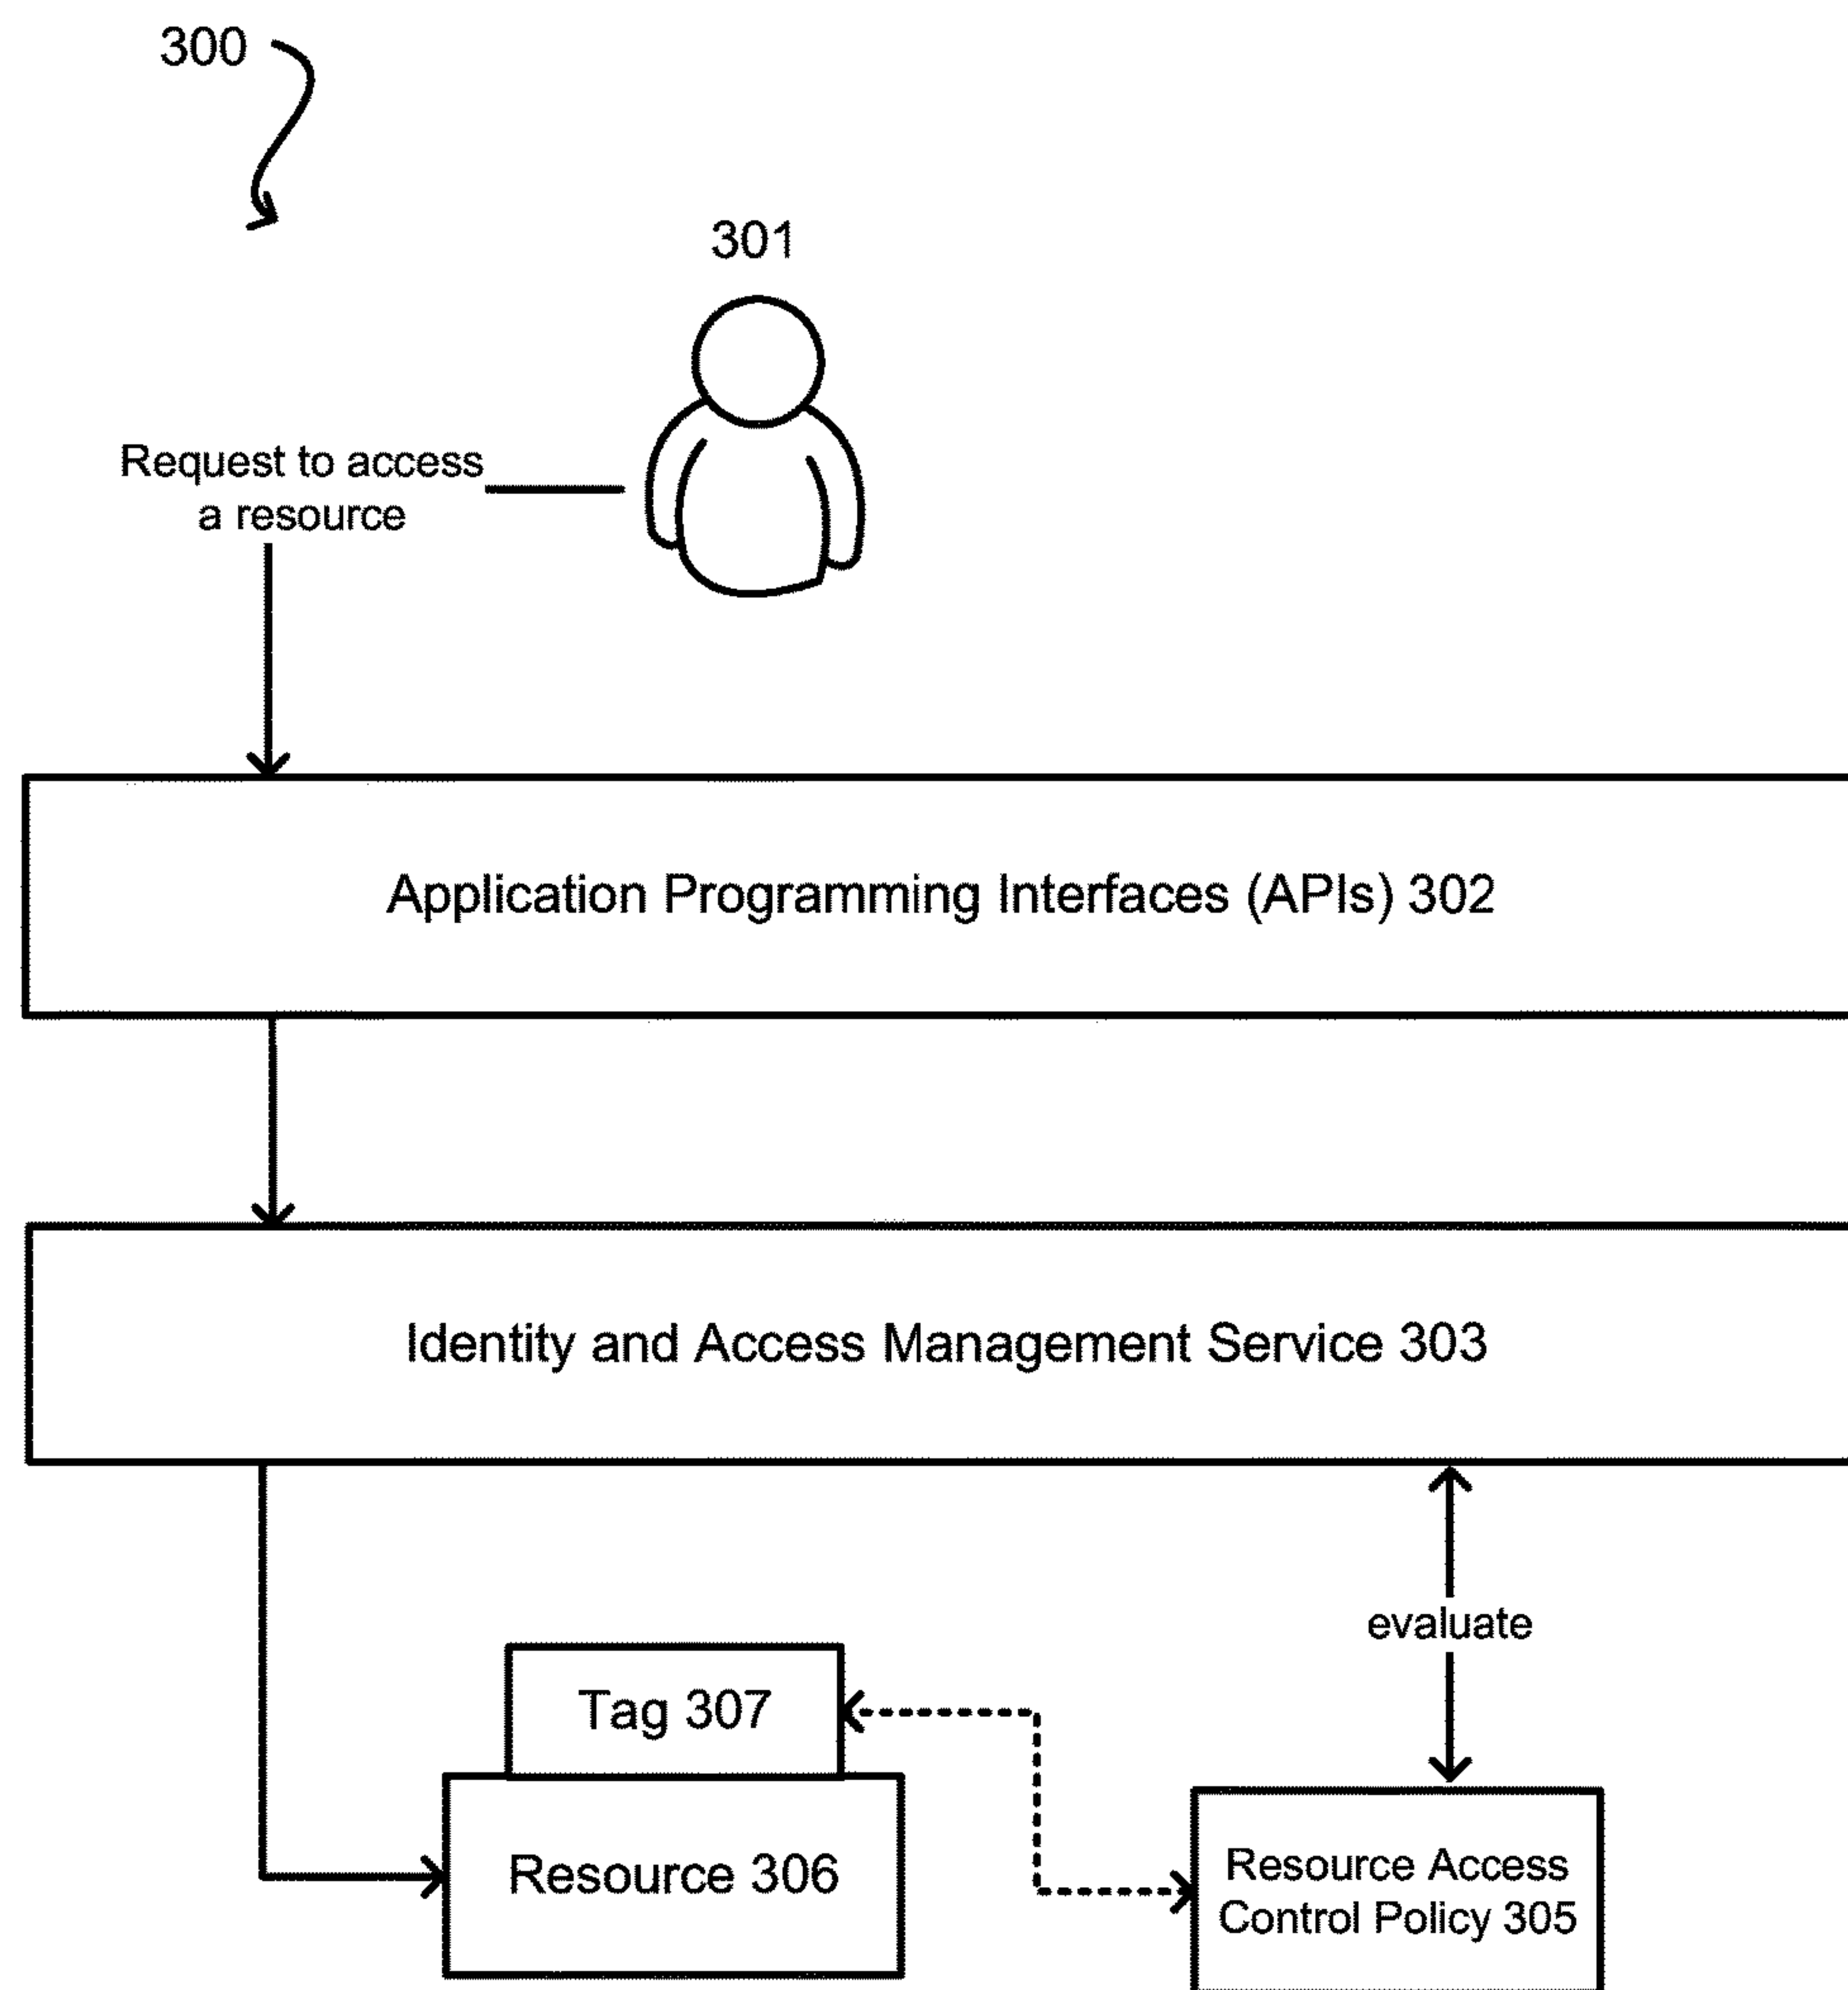 300
301
Request to access
a resource
Application Programming Interfaces (APIs) 302
Identity and Access Management Service 303
evaluate
Tag 307
Resource 306
Resource Access
Control Policy 305